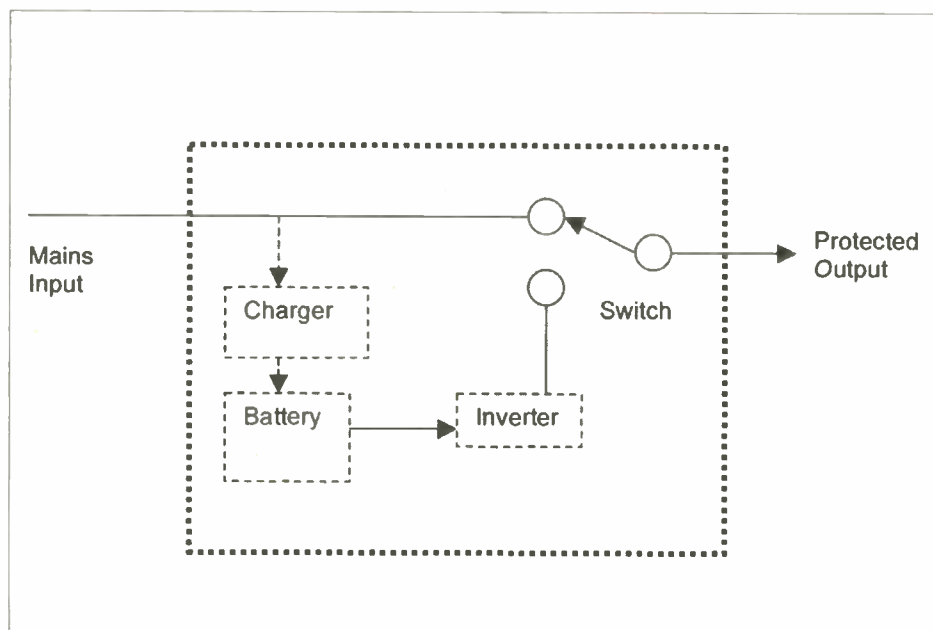 Mains
Input
Charger
Battery
Inverter
Switch
Protected
Output